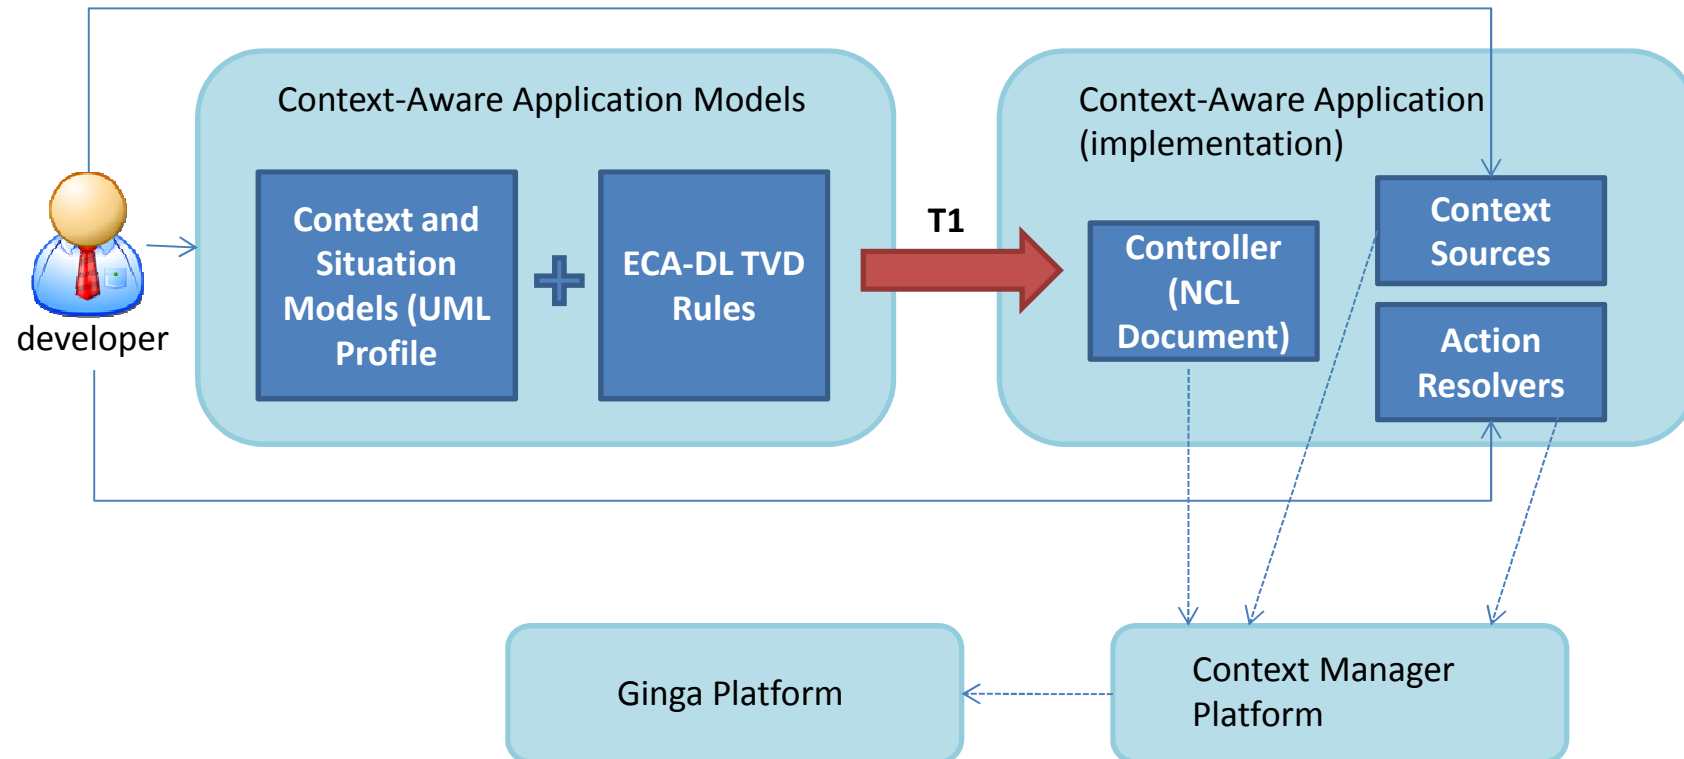 Context-Aware Application Models
Context and
Situation
Models (UML
Profile
ECA-DL TVD
Rules
developer
T1
Context-Aware Application
(implementation)
Controller
(NCL
Document)
Context
Sources
Action
Resolvers
Ginga Platform
Context Manager
Platform